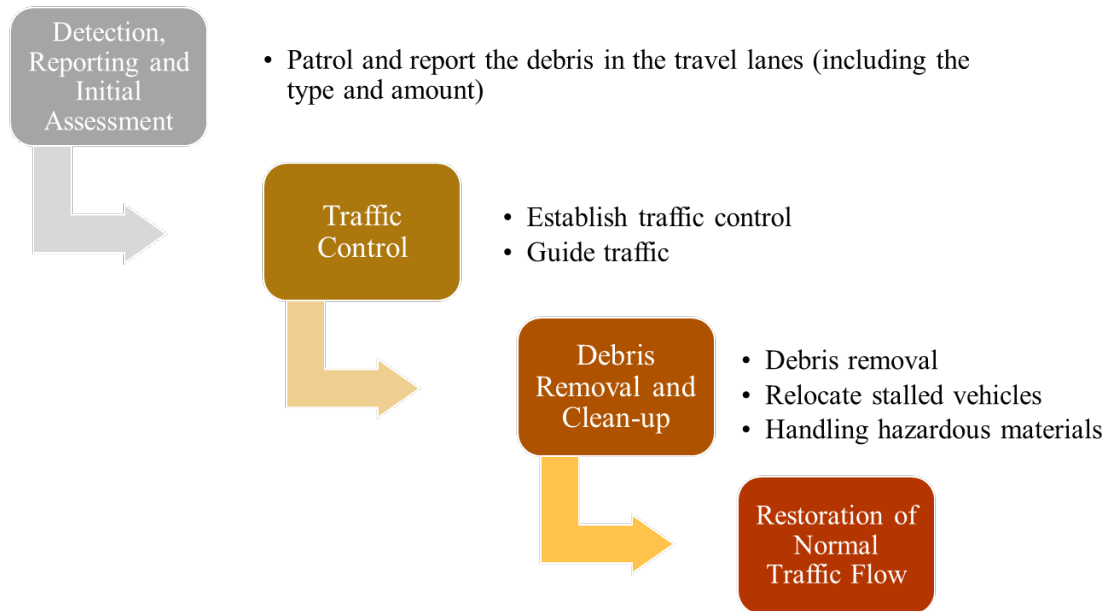 Detection,
Reporting and
Initial
Assessment
• Patrol and report the debris in the travel lanes (including the
type and amount)
Traffic
Control
• Establish traffic control
• Guide traffic
Debris
Removal and
Clean-up
• Debris removal
• Relocate stalled vehicles
• Handling hazardous materials
Restoration of
Normal
Traffic Flow